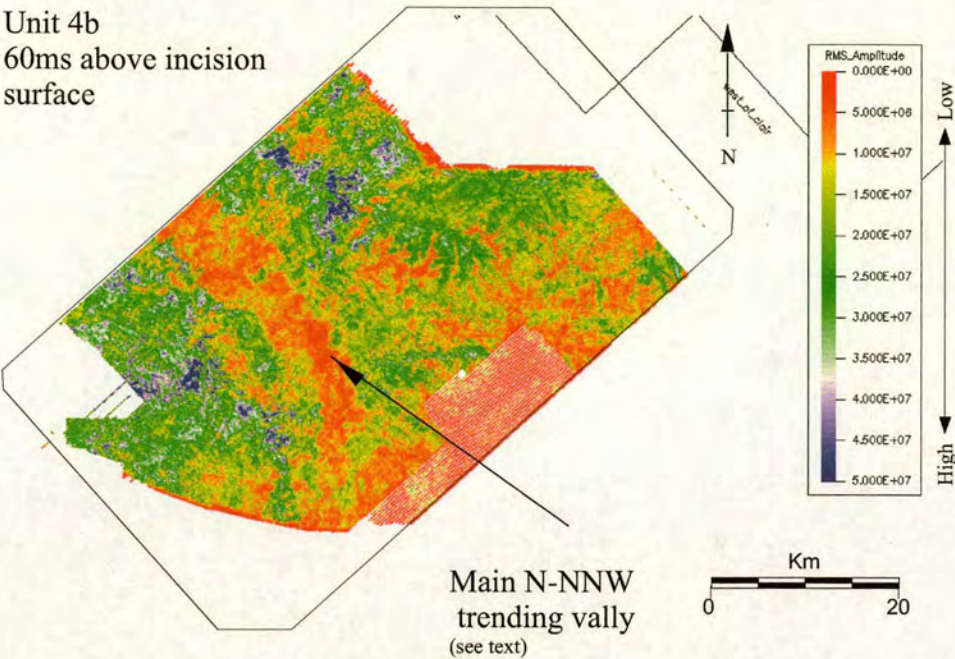 Unit 4b
60ms above incision
surface
west_of_clair
N
RMS_Amplitude
0.000E+00
5.000E+06
1.000E+07
1.500E+07
2.000E+07
2.500E+07
3.000E+07
3.500E+07
4.000E+07
4.500E+07
5.000E+07
Low
High
Main N-NNW
trending vally
(see text)
Km
0 20